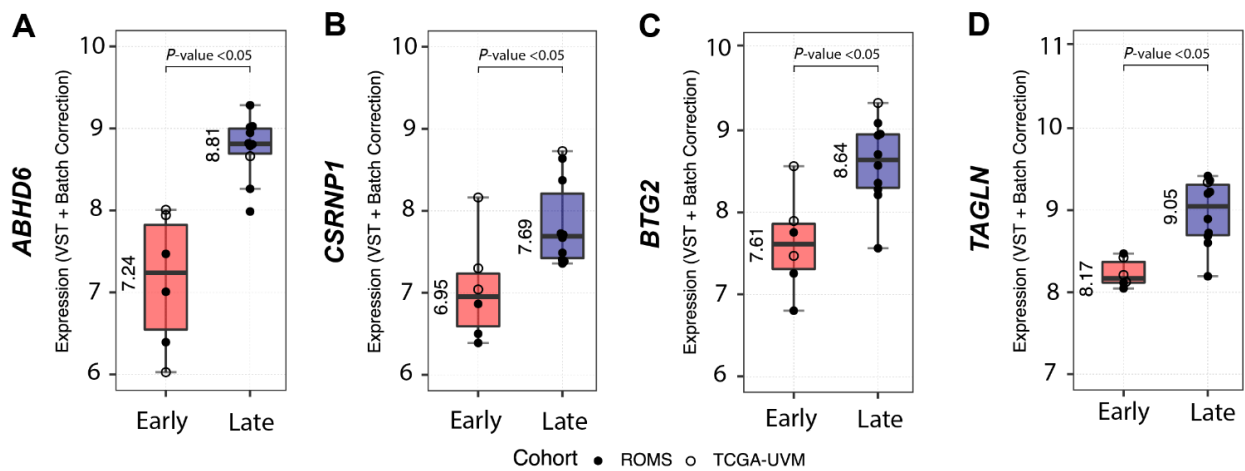 A
ABHD6
Expression (VST + Batch Correction)
10
9
8
7
6
P-value <0.05
7.24
8.81
Early
Late
B
CSRNP1
Expression (VST + Batch Correction)
10
9
8
7
6
P-value <0.05
6.95
7.69
Early
Late
C
BTG2
Expression (VST + Batch Correction)
10
9
8
7
6
P-value <0.05
7.61
8.64
Early
Late
D
TAGLN
Expression (VST + Batch Correction)
11
10
9
8
7
P-value <0.05
8.17
9.05
Early
Late
Cohort ● ROMS ○ TCGA-UVM